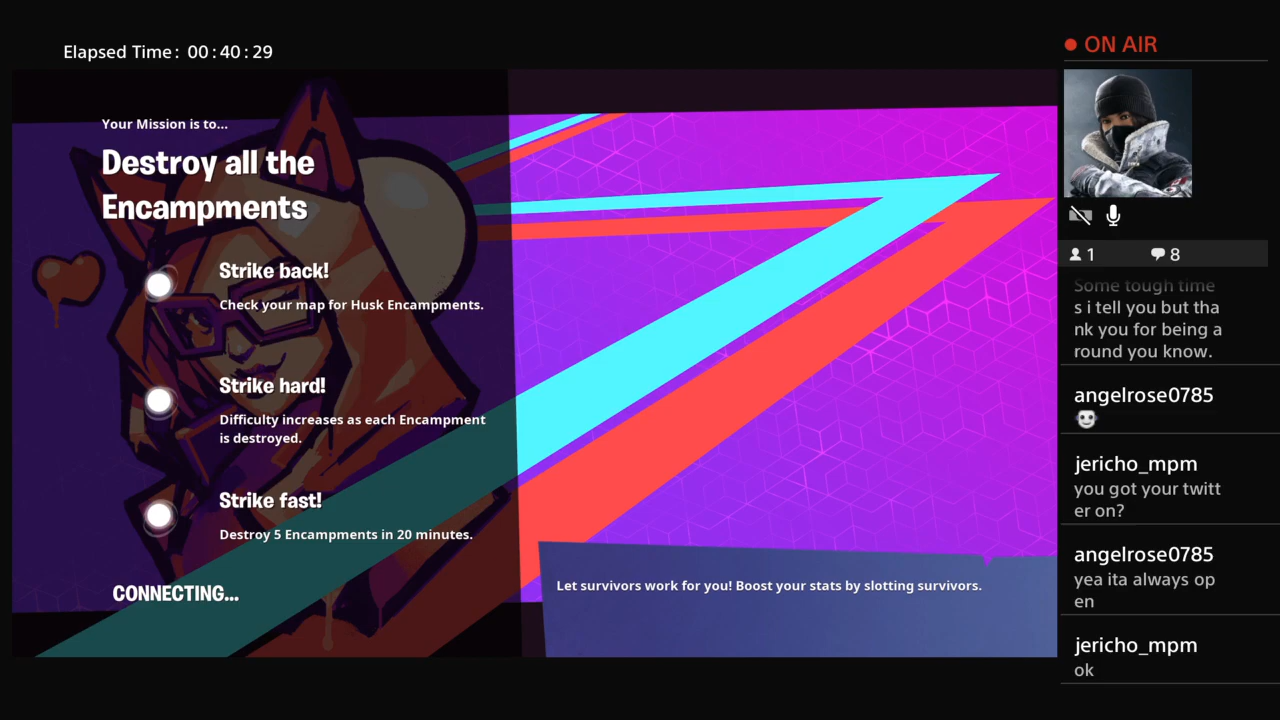 Elapsed Time: 00:40:29
ON AIR
Your Mission is to...
Destroy all the
Encampments
Strike back!
Check your map for Husk Encampments.
Strike hard!
Difficulty increases as each Encampment
is destroyed.
Strike fast!
Destroy 5 Encampments in 20 minutes.
CONNECTING...
Let survivors work for you! Boost your stats by slotting survivors.
1
8
Some tough time
s i tell you but tha
nk you for being a
round you know.
angelrose0785
jericho_mpm
you got your twitt
er on?
angelrose0785
yea ita always op
en
jericho_mpm
ok